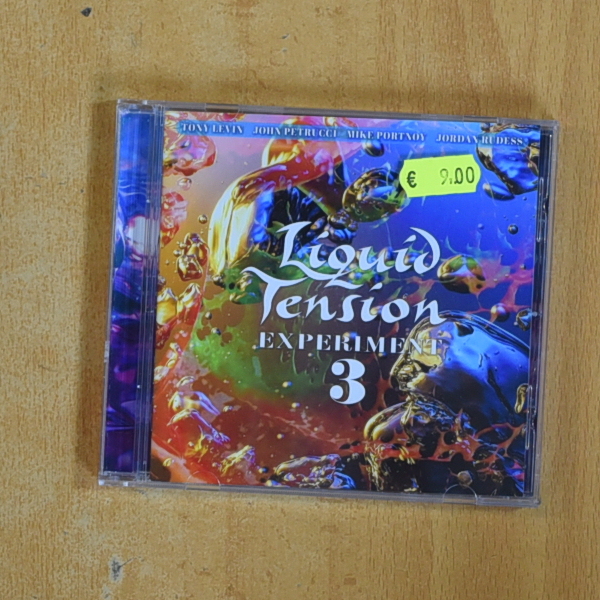 TONY LEVIN JOHN PETRUCCI MIKE PORTNOY JORDAN RUDESS
€ 9.00
Liquid
Tension
EXPERIMENT
3